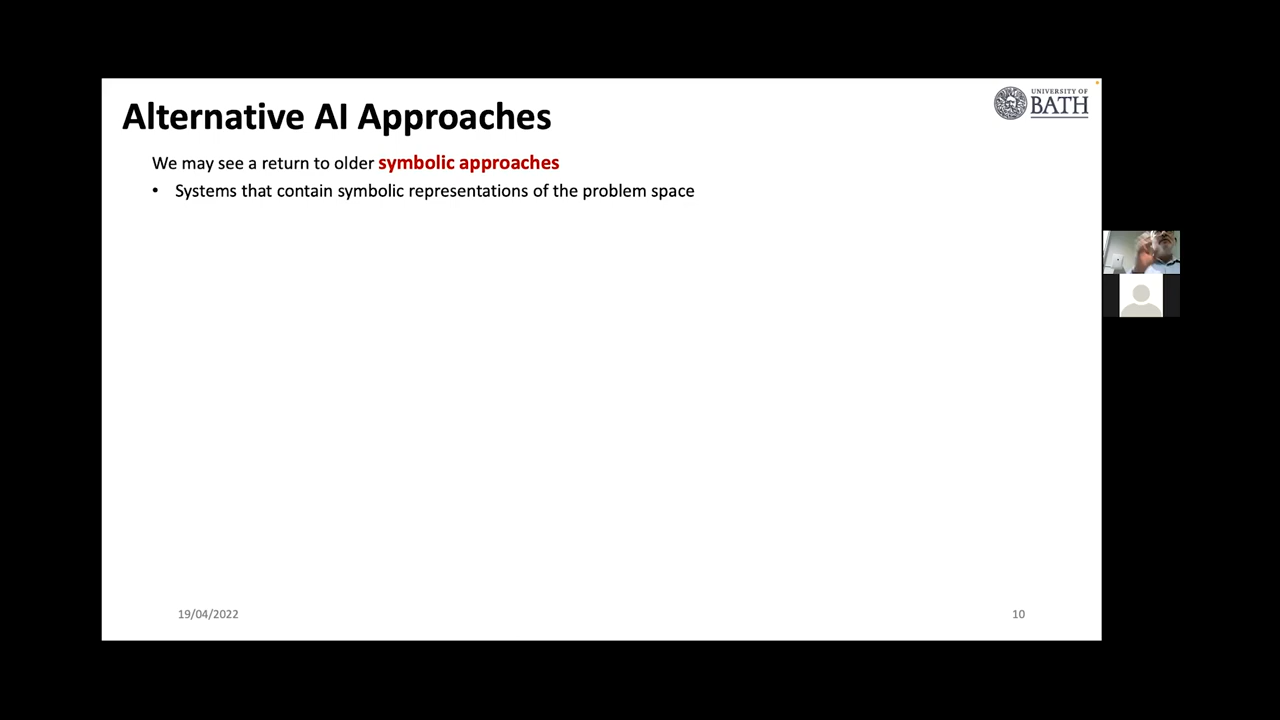 Alternative AI Approaches
UNIVERSITY OF
BATH
We may see a return to older symbolic approaches
• Systems that contain symbolic representations of the problem space
19/04/2022
10